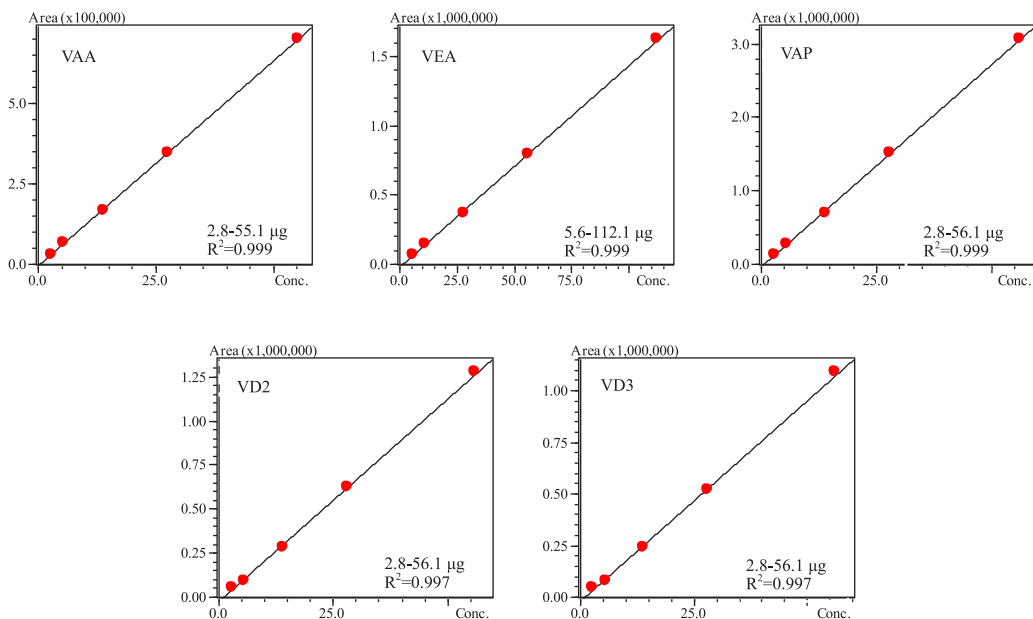 Area (x100,000)
VAA
5.0
2.5
0.0
2.8-55.1 µg
R²=0.999
0.0 25.0 Conc.
Area (x1,000,000)
VEA
1.5
1.0
0.5
0.0
5.6-112.1 µg
R²=0.999
0.0 25.0 50.0 75.0 Conc.
Area (x1,000,000)
VAP
3.0
2.0
1.0
0.0
2.8-56.1 µg
R²=0.999
0.0 25.0 Conc.
Area (x1,000,000)
VD2
1.25
1.00
0.75
0.50
0.25
0.00
2.8-56.1 µg
R²=0.997
0.0 25.0 Conc.
Area (x1,000,000)
VD3
1.00
0.75
0.50
0.25
0.00
2.8-56.1 µg
R²=0.997
0.0 25.0 Conc.